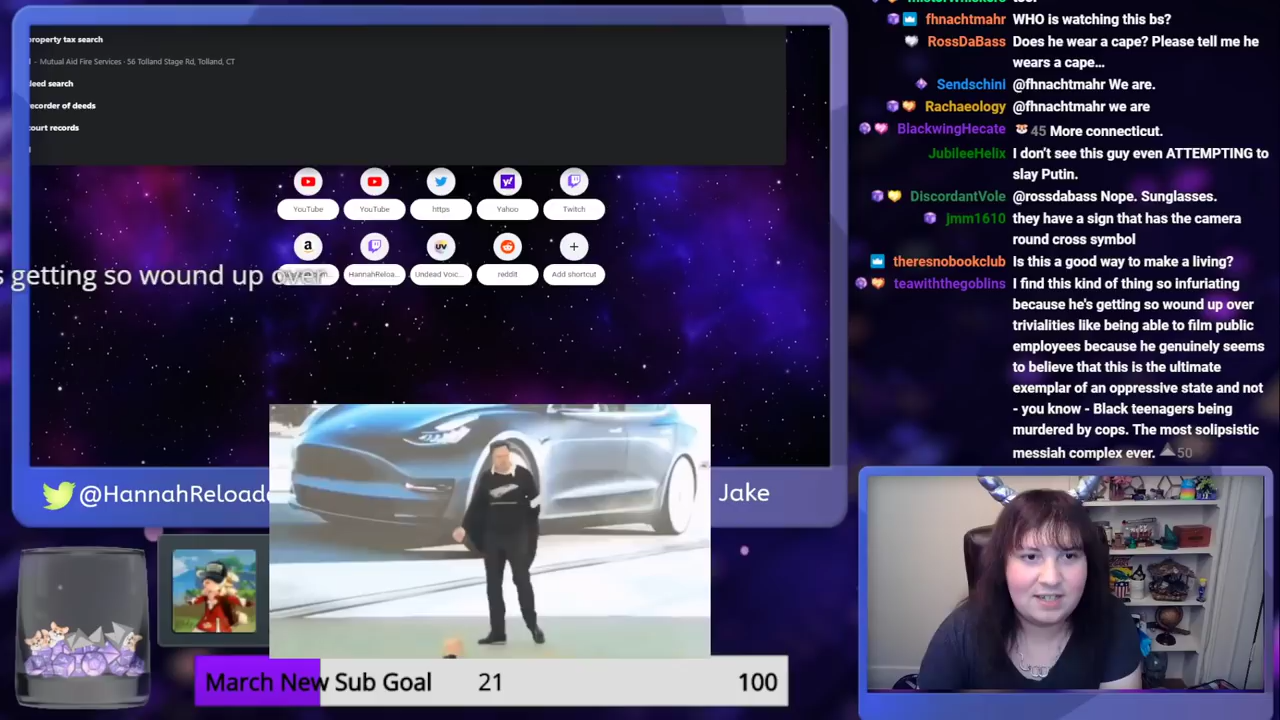 property tax search
- Mutual Aid Fire Services · 56 Tolland Stage Rd, Tolland, CT
deed search
recorder of deeds
court records
YouTube
YouTube
https
Yahoo
Twitch
HannahReloa...
Undead Voic...
reddit
Add shortcut
s getting so wound up over
@HannahReloade
Jake
March New Sub Goal 21 100
fhnachtmahr WHO is watching this bs?
RossDaBass Does he wear a cape? Please tell me he
wears a cape...
Sendschini @fhnachtmahr We are.
Rachaeology @fhnachtmahr we are
BlackwingHecate 45 More connecticut.
JubileeHelix I don't see this guy even ATTEMPTING to
slay Putin.
DiscordantVole @rossdabass Nope. Sunglasses.
jmm1610 they have a sign that has the camera
round cross symbol
theresnobookclub Is this a good way to make a living?
teawiththegoblins I find this kind of thing so infuriating
because he's getting so wound up over
trivialities like being able to film public
employees because he genuinely seems
to believe that this is the ultimate
exemplar of an oppressive state and not
- you know - Black teenagers being
murdered by cops. The most solipsistic
messiah complex ever. 50